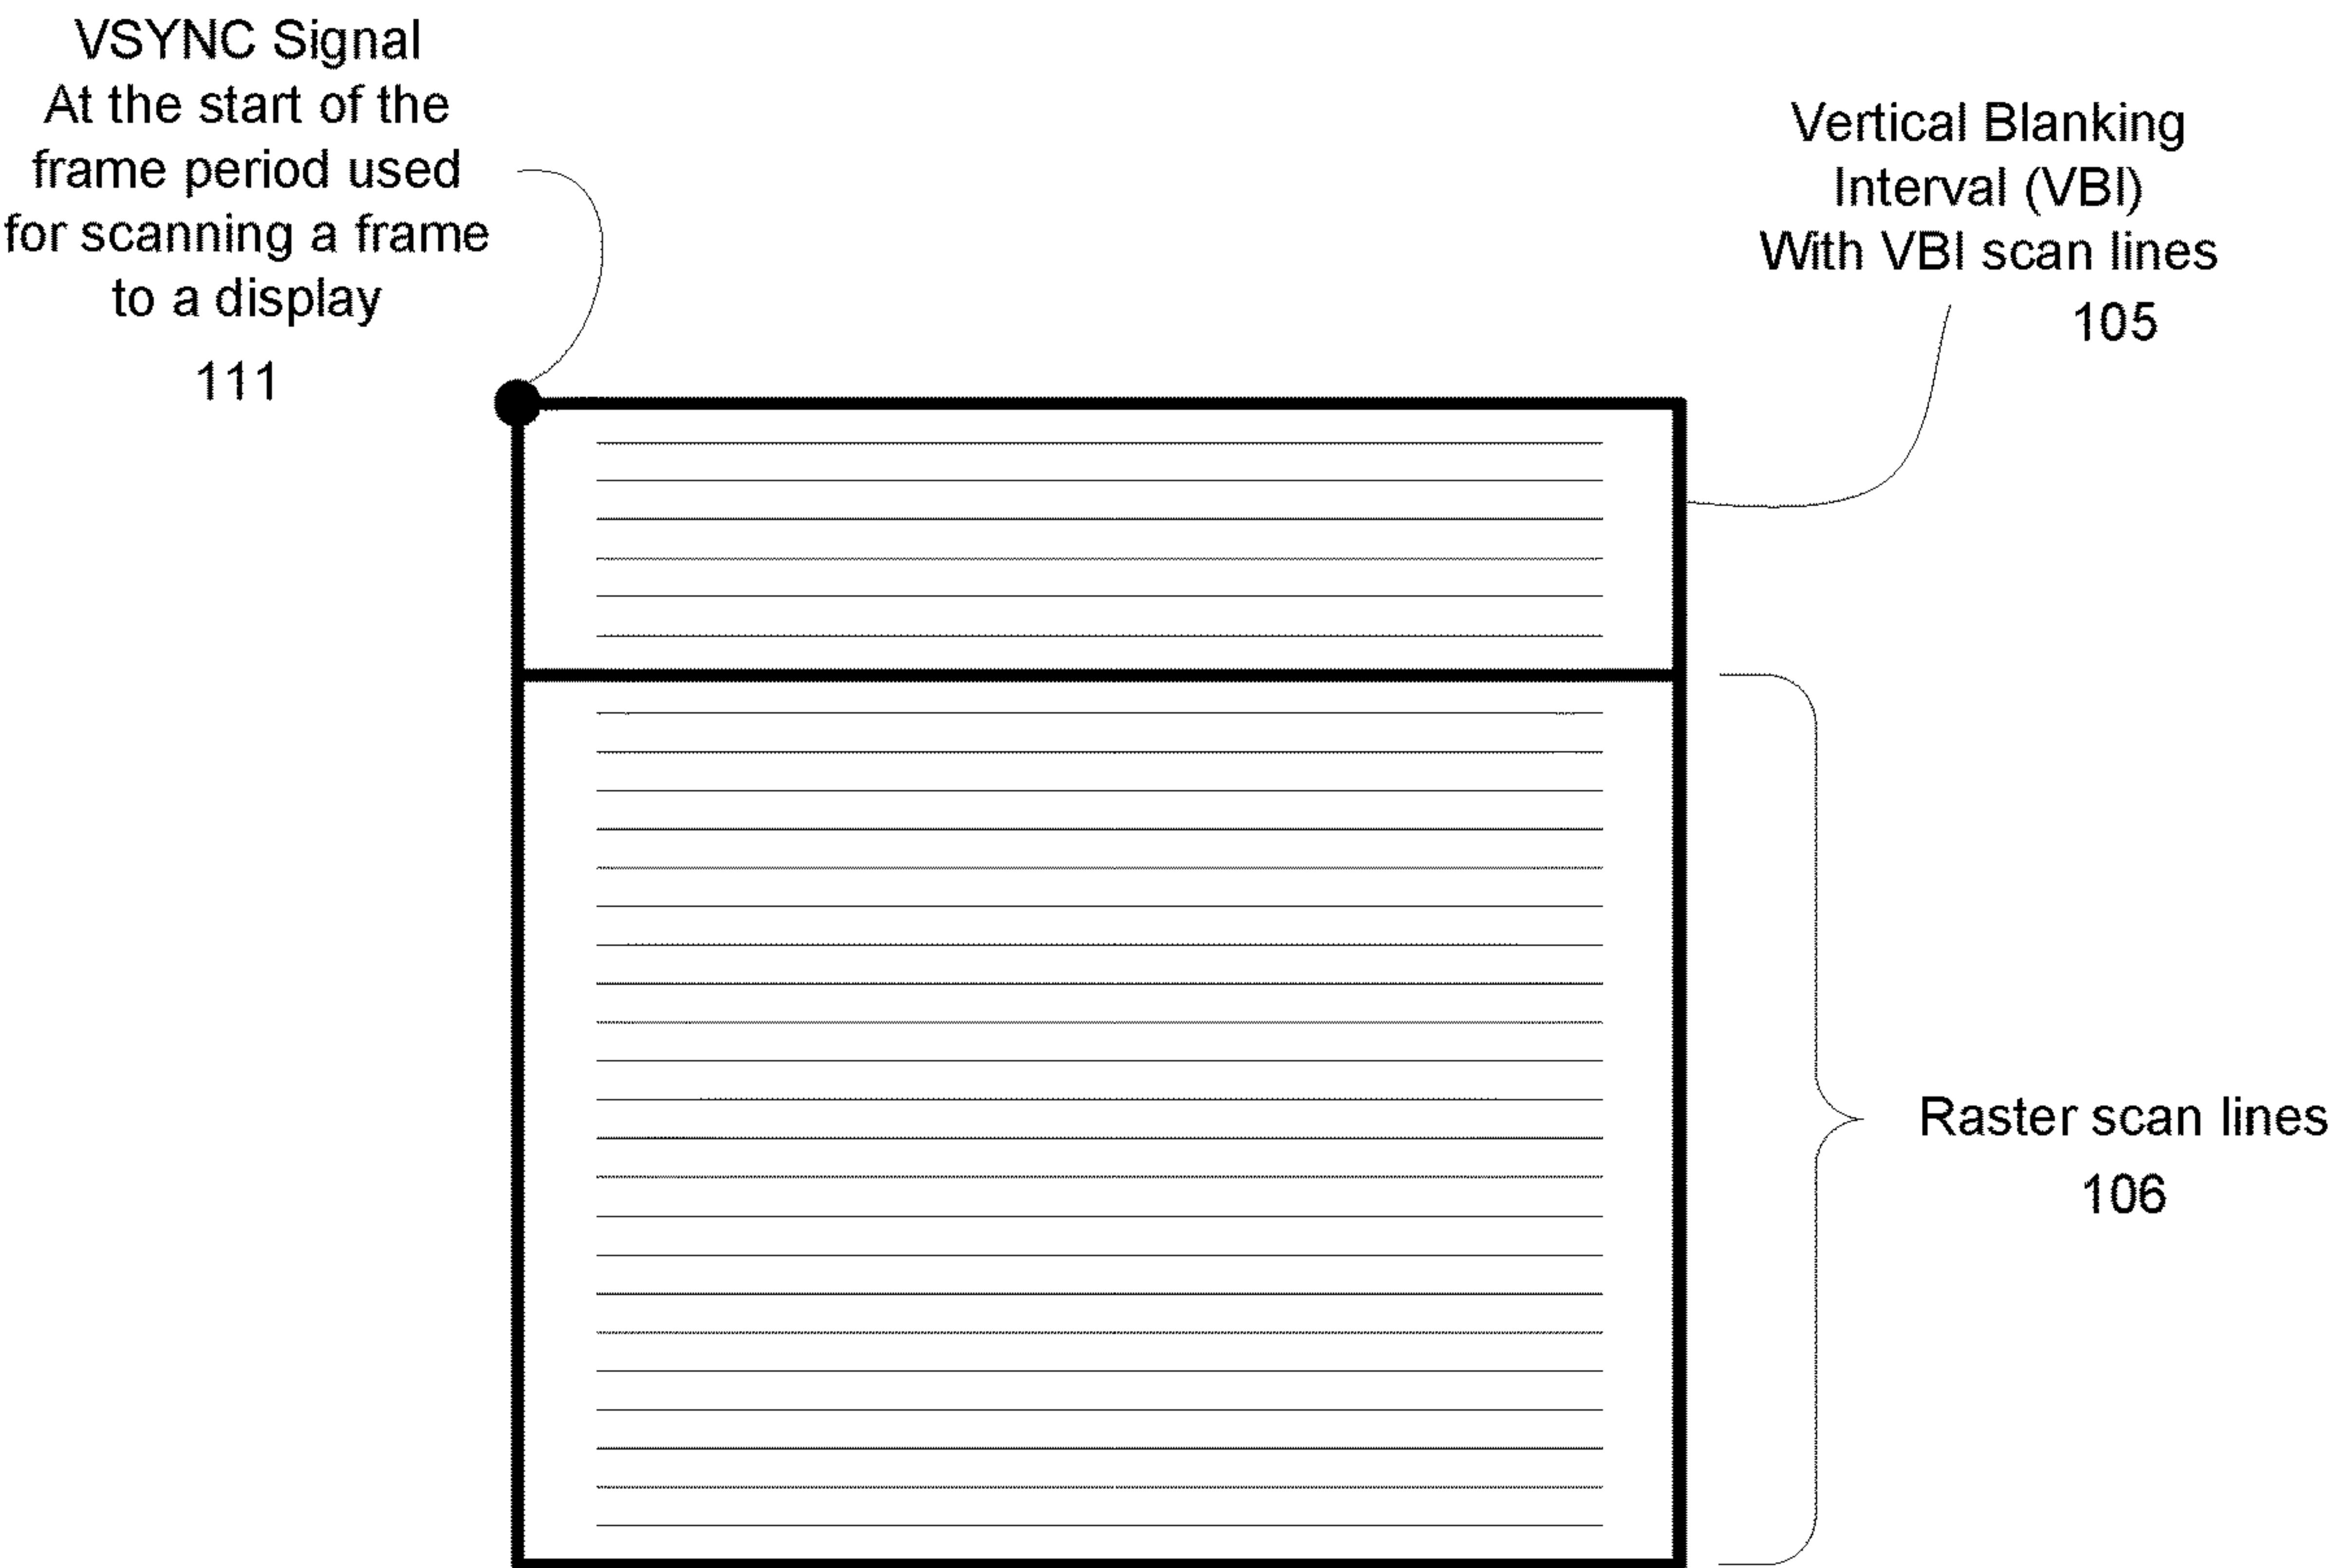 VSYNC Signal
At the start of the
frame period used
for scanning a frame
to a display
111
Vertical Blanking
Interval (VBI)
With VBI scan lines
105
Raster scan lines
106